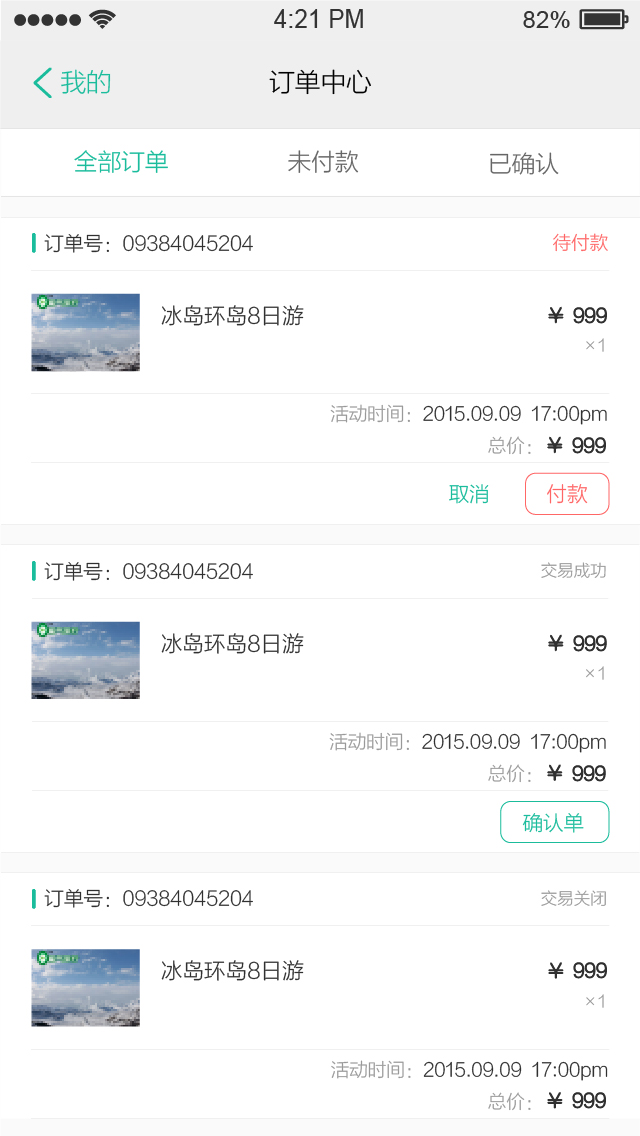 4:21 PM 82%
我的 订单中心
全部订单 未付款 已确认
订单号：09384045204 待付款
冰岛环岛8日游 ￥ 999
×1
活动时间：2015.09.09 17:00pm
总价：￥ 999
取消 付款
订单号：09384045204 交易成功
冰岛环岛8日游 ￥ 999
×1
活动时间：2015.09.09 17:00pm
总价：￥ 999
确认单
订单号：09384045204 交易关闭
冰岛环岛8日游 ￥ 999
×1
活动时间：2015.09.09 17:00pm
总价：￥ 999